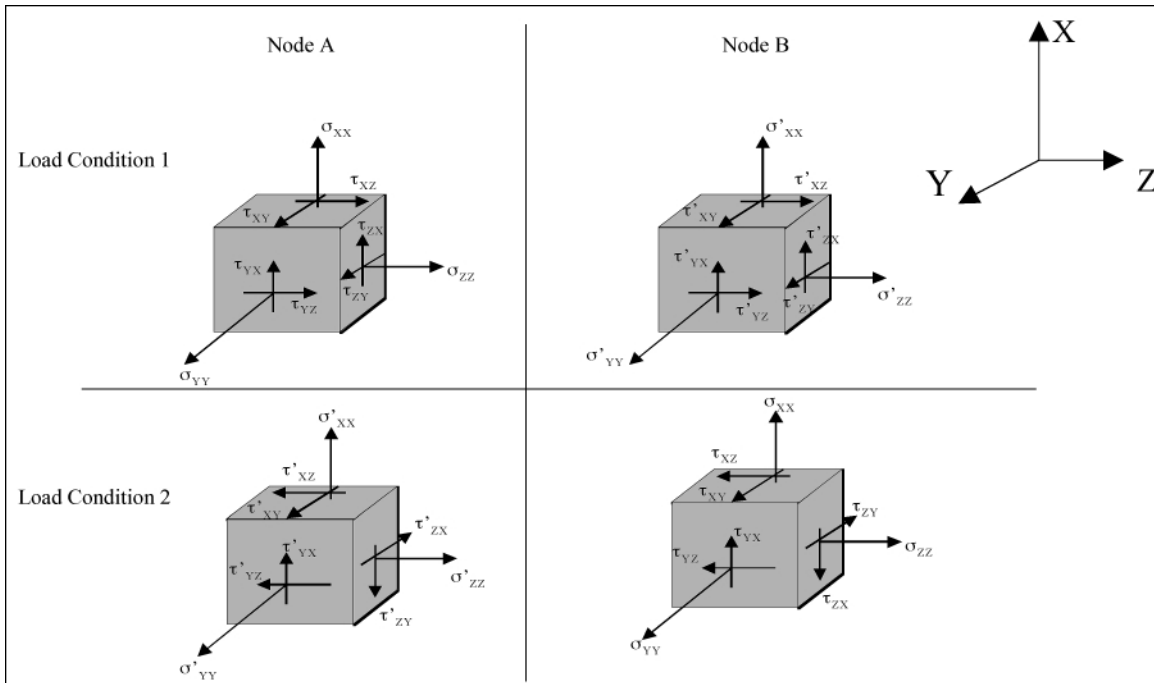 Node A
Node B
X
Y
Z
Load Condition 1
σXX
τXZ
τXY
τZX
τYX
τZY
σZZ
τYZ
σYY
σ'XX
τ'XZ
τ'XY
τ'ZX
τ'YX
τ'ZY
σ'ZZ
τ'YZ
σ'YY
Load Condition 2
σ'XX
τ'XZ
τ'XY
τ'ZX
τ'YX
τ'YZ
σ'ZZ
τ'ZY
σ'YY
σXX
τXZ
τXY
τZY
τYX
τYZ
σZZ
τZX
σYY